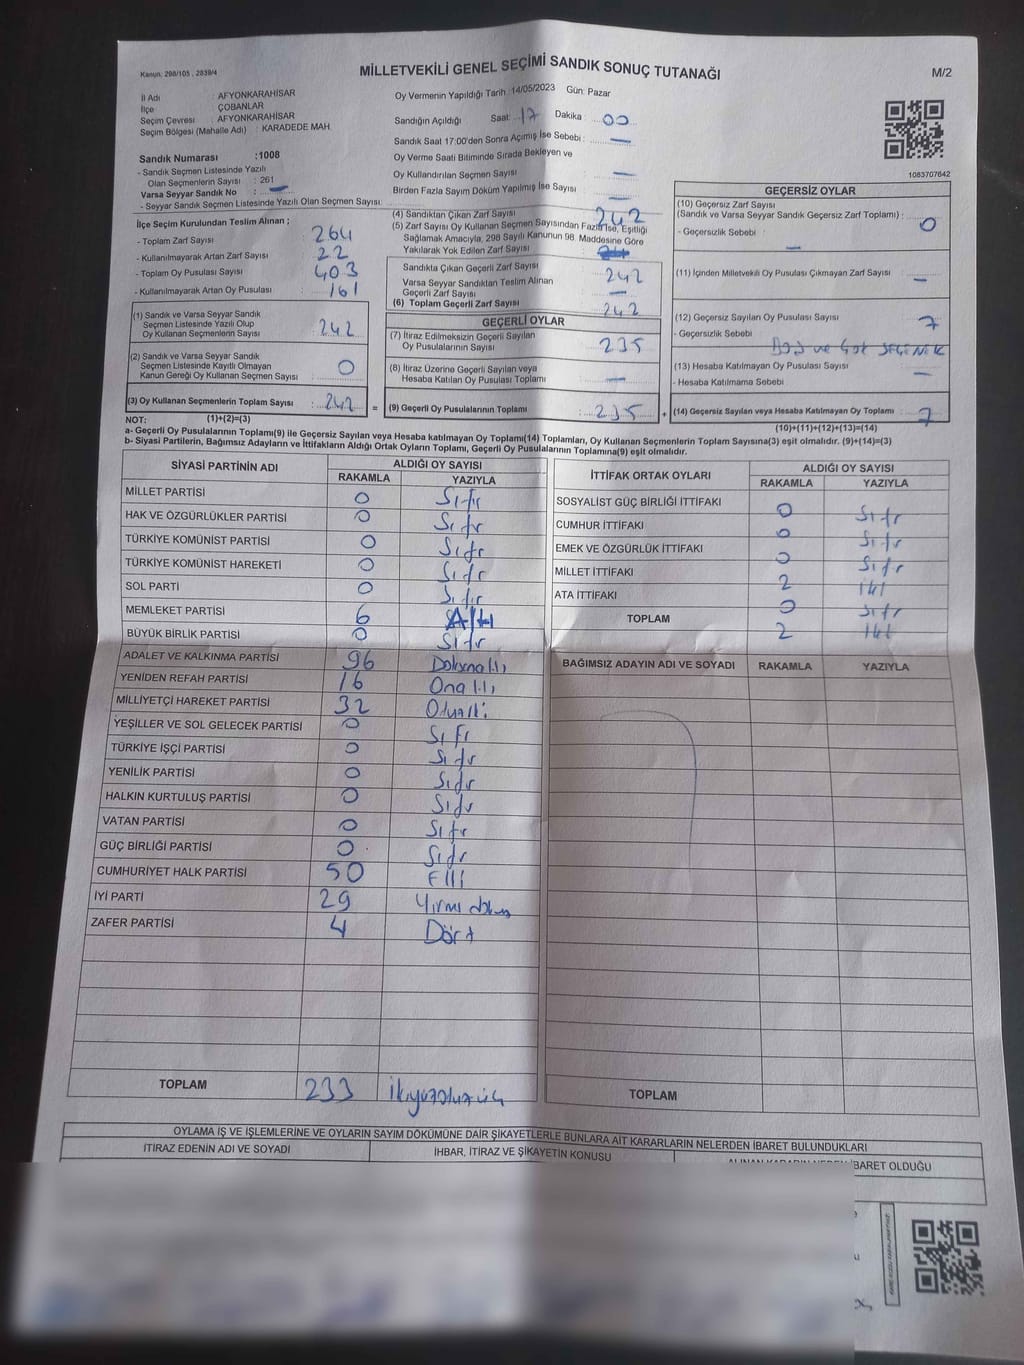 Kanun: 298/105 , 2839/4
MİLLETVEKİLİ GENEL SEÇİMİ SANDIK SONUÇ TUTANAĞI
M/2
İl Adı : AFYONKARAHİSAR
İlçe : ÇOBANLAR
Seçim Çevresi : AFYONKARAHİSAR
Seçim Bölgesi (Mahalle Adı) : KARADEDE MAH.
Sandık Numarası :1008
- Sandık Seçmen Listesinde Yazılı
Olan Seçmenlerin Sayısı : 261
Varsa Seyyar Sandık No : —
- Seyyar Sandık Seçmen Listesinde Yazılı Olan Seçmen Sayısı:
Oy Vermenin Yapıldığı Tarih: 14/05/2023 Gün: Pazar
Sandığın Açıldığı Saat: 17 Dakika : 00
Sandık Saat 17:00'den Sonra Açılmış İse Sebebi : —
Oy Verme Saati Bitiminde Sırada Bekleyen ve
Oy Kullandırılan Seçmen Sayısı : —
Birden Fazla Sayım Döküm Yapılmış İse Sayısı : —
1083707642
İlçe Seçim Kurulundan Teslim Alınan ;
- Toplam Zarf Sayısı : 264
- Kullanılmayarak Artan Zarf Sayısı : 22
- Toplam Oy Pusulası Sayısı : 403
- Kullanılmayarak Artan Oy Pusulası : 161
(1) Sandık ve Varsa Seyyar Sandık
Seçmen Listesinde Yazılı Olup
Oy Kullanan Seçmenlerin Sayısı : 242
(2) Sandık ve Varsa Seyyar Sandık
Seçmen Listesinde Kayıtlı Olmayan
Kanun Gereği Oy Kullanan Seçmen Sayısı : 0
(3) Oy Kullanan Seçmenlerin Toplam Sayısı : 242 =
(1)+(2)=(3)
(4) Sandıktan Çıkan Zarf Sayısı 242
(5) Zarf Sayısı Oy Kullanan Seçmen Sayısından Fazla İse, Eşitliği
Sağlamak Amacıyla, 298 Sayılı Kanunun 98. Maddesine Göre
Yakılarak Yok Edilen Zarf Sayısı
Sandıkta Çıkan Geçerli Zarf Sayısı : 242
Varsa Seyyar Sandıktan Teslim Alınan
Geçerli Zarf Sayısı : —
(6) Toplam Geçerli Zarf Sayısı : 242
GEÇERLİ OYLAR
(7) İtiraz Edilmeksizin Geçerli Sayılan
Oy Pusulalarının Sayısı : 235
(8) İtiraz Üzerine Geçerli Sayılan veya
Hesaba Katılan Oy Pusulası Toplamı : —
(9) Geçerli Oy Pusulalarının Toplamı : 235 +
GEÇERSİZ OYLAR
(10) Geçersiz Zarf Sayısı
(Sandık ve Varsa Seyyar Sandık Geçersiz Zarf Toplamı) : 0
- Geçersizlik Sebebi : —
(11) İçinden Milletvekili Oy Pusulası Çıkmayan Zarf Sayısı : —
(12) Geçersiz Sayılan Oy Pusulası Sayısı : 7
- Geçersizlik Sebebi : Boş ve Çok SEÇENEK
(13) Hesaba Katılmayan Oy Pusulası Sayısı : —
- Hesaba Katılmama Sebebi :
(14) Geçersiz Sayılan veya Hesaba Katılmayan Oy Toplamı : 7
(10)+(11)+(12)+(13)=(14)
NOT:
a- Geçerli Oy Pusulalarının Toplamı(9) ile Geçersiz Sayılan veya Hesaba katılmayan Oy Toplamı(14) Toplamları, Oy Kullanan Seçmenlerin Toplam Sayısına(3) eşit olmalıdır. (9)+(14)=(3)
b- Siyasi Partilerin, Bağımsız Adayların ve İttifakların Aldığı Ortak Oyların Toplamı, Geçerli Oy Pusulalarının Toplamına(9) eşit olmalıdır.
SİYASİ PARTİNİN ADI ALDIĞI OY SAYISI
RAKAMLA YAZIYLA
MİLLET PARTİSİ 0 Sıfır
HAK VE ÖZGÜRLÜKLER PARTİSİ 0 Sıfır
TÜRKİYE KOMÜNİST PARTİSİ 0 Sıfır
TÜRKİYE KOMÜNİST HAREKETİ 0 Sıfır
SOL PARTİ 0 Sıfır
MEMLEKET PARTİSİ 6 Altı
BÜYÜK BİRLİK PARTİSİ 0 Sıfır
ADALET VE KALKINMA PARTİSİ 96 Doksanaltı
YENİDEN REFAH PARTİSİ 16 Onaltı
MİLLİYETÇİ HAREKET PARTİSİ 32 Otuziki
YEŞİLLER VE SOL GELECEK PARTİSİ 0 Sıfır
TÜRKİYE İŞÇİ PARTİSİ 0 Sıfır
YENİLİK PARTİSİ 0 Sıfır
HALKIN KURTULUŞ PARTİSİ 0 Sıfır
VATAN PARTİSİ 0 Sıfır
GÜÇ BİRLİĞİ PARTİSİ 0 Sıfır
CUMHURİYET HALK PARTİSİ 50 Elli
İYİ PARTİ 29 Yirmi dokuz
ZAFER PARTİSİ 4 Dört
TOPLAM 233 İkiyüzotuzüç
İTTİFAK ORTAK OYLARI ALDIĞI OY SAYISI
RAKAMLA YAZIYLA
SOSYALİST GÜÇ BİRLİĞİ İTTİFAKI 0 Sıfır
CUMHUR İTTİFAKI 0 Sıfır
EMEK VE ÖZGÜRLÜK İTTİFAKI 0 Sıfır
MİLLET İTTİFAKI 2 iki
ATA İTTİFAKI 0 Sıfır
TOPLAM 2 iki
BAĞIMSIZ ADAYIN ADI VE SOYADI RAKAMLA YAZIYLA
TOPLAM
OYLAMA İŞ VE İŞLEMLERİNE VE OYLARIN SAYIM DÖKÜMÜNE DAİR ŞİKAYETLERLE BUNLARA AİT KARARLARIN NELERDEN İBARET BULUNDUKLARI
İTİRAZ EDENİN ADI VE SOYADI İHBAR, İTİRAZ VE ŞİKAYETİN KONUSU ALINAN KARARIN NEDEN İBARET OLDUĞU